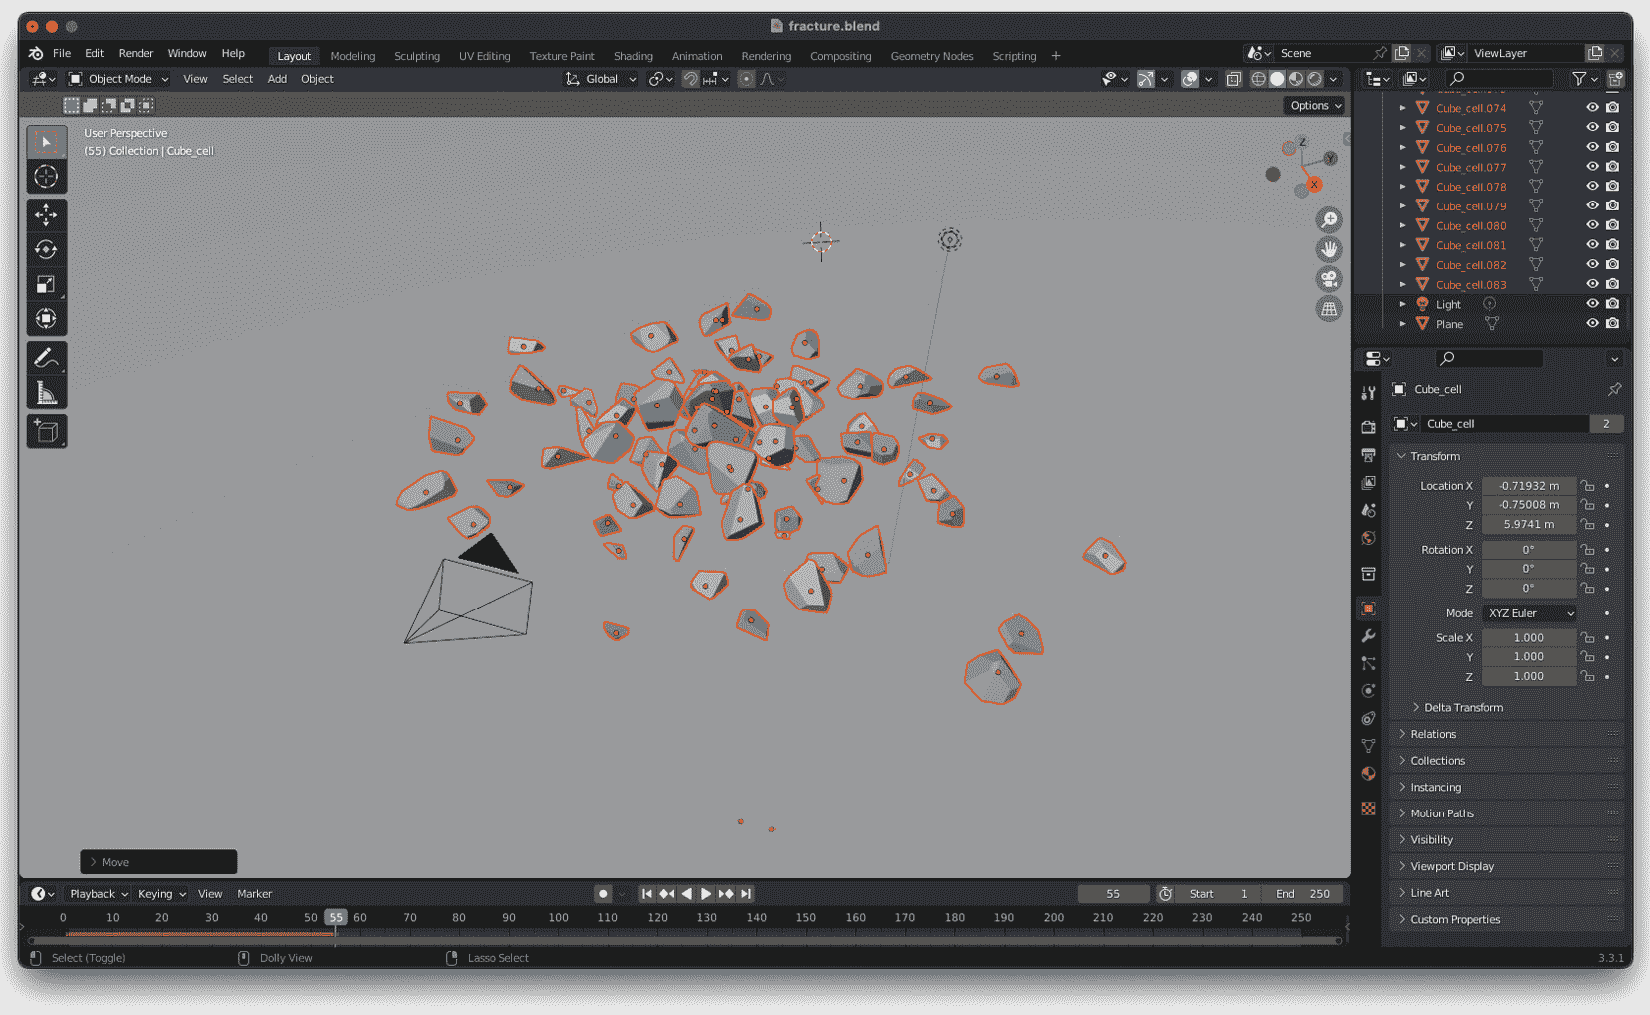 fracture.blend
File Edit Render Window Help Layout Modeling Sculpting UV Editing Texture Paint Shading Animation Rendering Compositing Geometry Nodes Scripting + Scene ViewLayer
Object Mode View Select Add Object Global
Options
User Perspective
(55) Collection | Cube_cell
Z
Y
X
Cube_cell.074
Cube_cell.075
Cube_cell.076
Cube_cell.077
Cube_cell.078
Cube_cell.079
Cube_cell.080
Cube_cell.081
Cube_cell.082
Cube_cell.083
Light
Plane
Cube_cell
Cube_cell 2
Transform
Location X -0.71932 m
Y -0.75008 m
Z 5.9741 m
Rotation X 0°
Y 0°
Z 0°
Mode XYZ Euler
Scale X 1.000
Y 1.000
Z 1.000
Delta Transform
Relations
Collections
Instancing
Motion Paths
Visibility
Viewport Display
Line Art
Custom Properties
Move
Playback Keying View Marker 55 Start 1 End 250
0 10 20 30 40 50 55 60 70 80 90 100 110 120 130 140 150 160 170 180 190 200 210 220 230 240 250
Select (Toggle) Dolly View Lasso Select 3.3.1